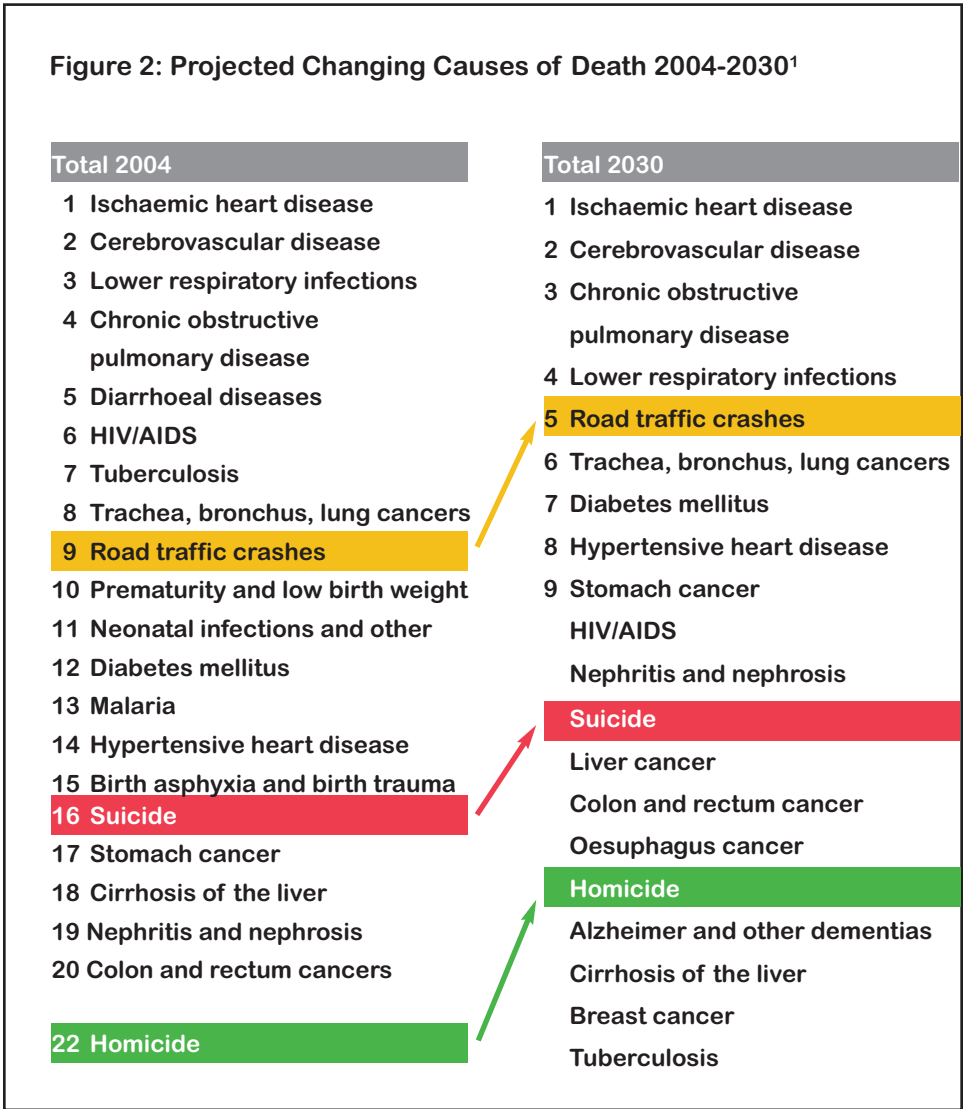 Figure 2: Projected Changing Causes of Death 2004-2030¹
Total 2004
1 Ischaemic heart disease
2 Cerebrovascular disease
3 Lower respiratory infections
4 Chronic obstructive
pulmonary disease
5 Diarrhoeal diseases
6 HIV/AIDS
7 Tuberculosis
8 Trachea, bronchus, lung cancers
9 Road traffic crashes
10 Prematurity and low birth weight
11 Neonatal infections and other
12 Diabetes mellitus
13 Malaria
14 Hypertensive heart disease
15 Birth asphyxia and birth trauma
16 Suicide
17 Stomach cancer
18 Cirrhosis of the liver
19 Nephritis and nephrosis
20 Colon and rectum cancers
22 Homicide
Total 2030
1 Ischaemic heart disease
2 Cerebrovascular disease
3 Chronic obstructive
pulmonary disease
4 Lower respiratory infections
5 Road traffic crashes
6 Trachea, bronchus, lung cancers
7 Diabetes mellitus
8 Hypertensive heart disease
9 Stomach cancer
HIV/AIDS
Nephritis and nephrosis
Suicide
Liver cancer
Colon and rectum cancer
Oesuphagus cancer
Homicide
Alzheimer and other dementias
Cirrhosis of the liver
Breast cancer
Tuberculosis